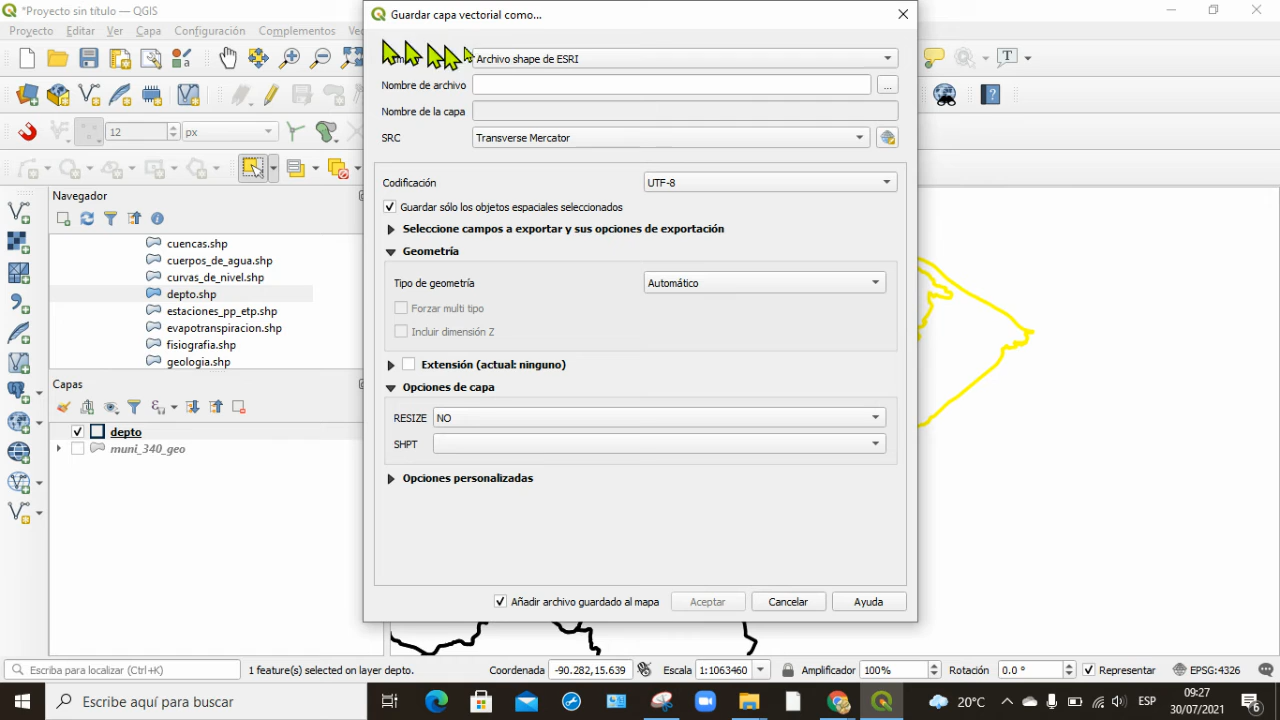 *Proyecto sin título — QGIS
Guardar capa vectorial como...
Proyecto Editar Ver Capa Configuración Complementos
Archivo shape de ESRI
Nombre de archivo
...
Nombre de la capa
12 px
SRC Transverse Mercator
Codificación UTF-8
Guardar sólo los objetos espaciales seleccionados
Seleccione campos a exportar y sus opciones de exportación
Geometría
Tipo de geometría Automático
Forzar multi tipo
Incluir dimensión Z
Extensión (actual: ninguno)
Opciones de capa
RESIZE NO
SHPT
Opciones personalizadas
Añadir archivo guardado al mapa Aceptar Cancelar Ayuda
Navegador
cuencas.shp
cuerpos_de_agua.shp
curvas_de_nivel.shp
depto.shp
estaciones_pp_etp.shp
evapotranspiracion.shp
fisiografia.shp
geologia.shp
Capas
depto
muni_340_geo
Escriba para localizar (Ctrl+K) 1 feature(s) selected on layer depto. Coordenada -90.282,15.639 Escala 1:1063460 Amplificador 100% Rotación 0.0 ° Representar EPSG:4326
Escribe aquí para buscar 20°C ESP 09:27
30/07/2021 6